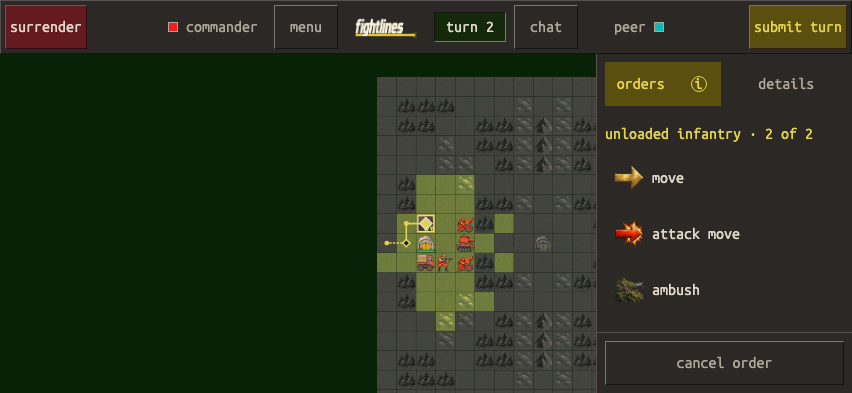 surrender
commander
menu
fightlines
turn 2
chat
peer
submit turn
orders
details
unloaded infantry · 2 of 2
move
attack move
ambush
cancel order